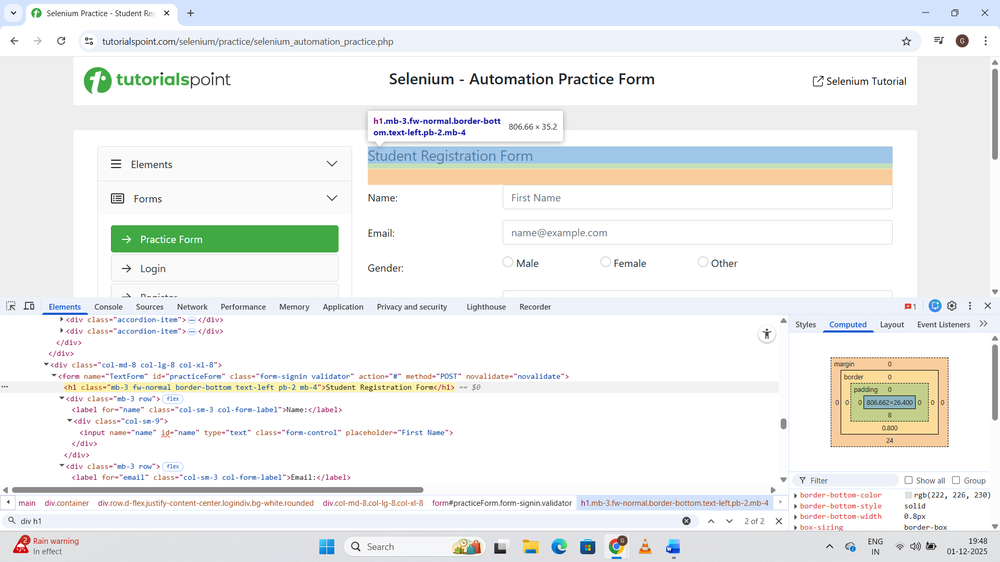 Selenium Practice - Student Reg
tutorialspoint.com/selenium/practice/selenium_automation_practice.php
G
tutorialspoint
Selenium - Automation Practice Form
Selenium Tutorial
h1.mb-3.fw-normal.border-bott
om.text-left.pb-2.mb-4
806.66 × 35.2
Student Registration Form
Elements
Forms
Name:
First Name
Practice Form
Email:
name@example.com
Login
Gender:
Male
Female
Other
Register
Elements
Console
Sources
Network
Performance
Memory
Application
Privacy and security
Lighthouse
Recorder
1
<div class="accordion-item">…</div>
<div class="accordion-item">…</div>
</div>
</div>
<div class="col-md-8 col-lg-8 col-xl-8">
<form name="TextForm" id="practiceForm" class="form-signin validator" action="#" method="POST" novalidate="novalidate">
<h1 class="mb-3 fw-normal border-bottom text-left pb-2 mb-4">Student Registration Form</h1> == $0
<div class="mb-3 row"> flex
<label for="name" class="col-sm-3 col-form-label">Name:</label>
<div class="col-sm-9">
<input name="name" id="name" type="text" class="form-control" placeholder="First Name">
</div>
</div>
<div class="mb-3 row"> flex
<label for="email" class="col-sm-3 col-form-label">Email:</label>
Styles
Computed
Layout
Event Listeners
margin 0
border 0
padding 0
0 0 0 806.662×26.400 0 0 0
8
0.800
24
Filter
Show all
Group
border-bottom-color
rgb(222, 226, 230)
border-bottom-style
solid
border-bottom-width
0.8px
box-sizing
border-box
main
div.container
div.row.d-flex.justify-content-center.logindiv.bg-white.rounded
div.col-md-8.col-lg-8.col-xl-8
form#practiceForm.form-signin.validator
h1.mb-3.fw-normal.border-bottom.text-left.pb-2.mb-4
div h1
2 of 2
2
Rain warning
In effect
Search
G
ENG
IN
19:48
01-12-2025